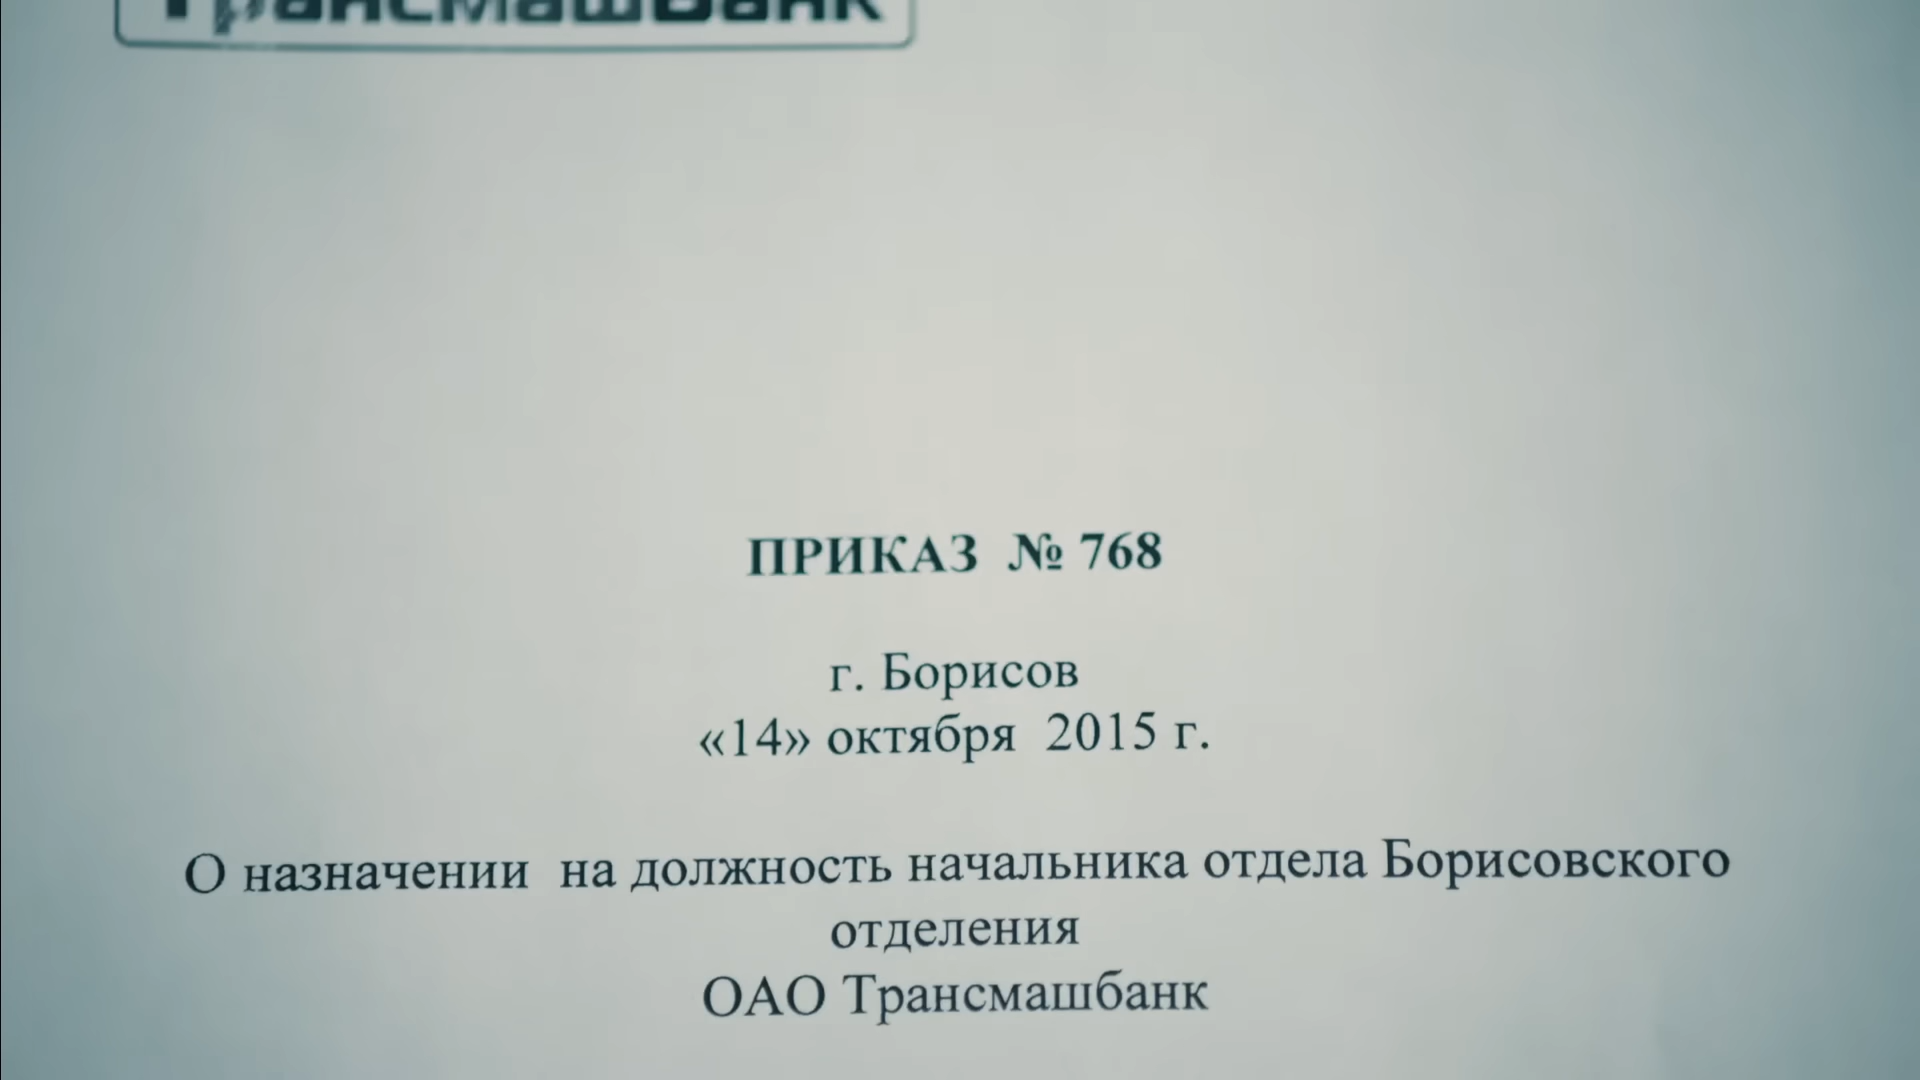 ТрансмашБанк
ПРИКАЗ № 768
г. Борисов
«14» октября 2015 г.
О назначении на должность начальника отдела Борисовского
отделения
ОАО Трансмашбанк